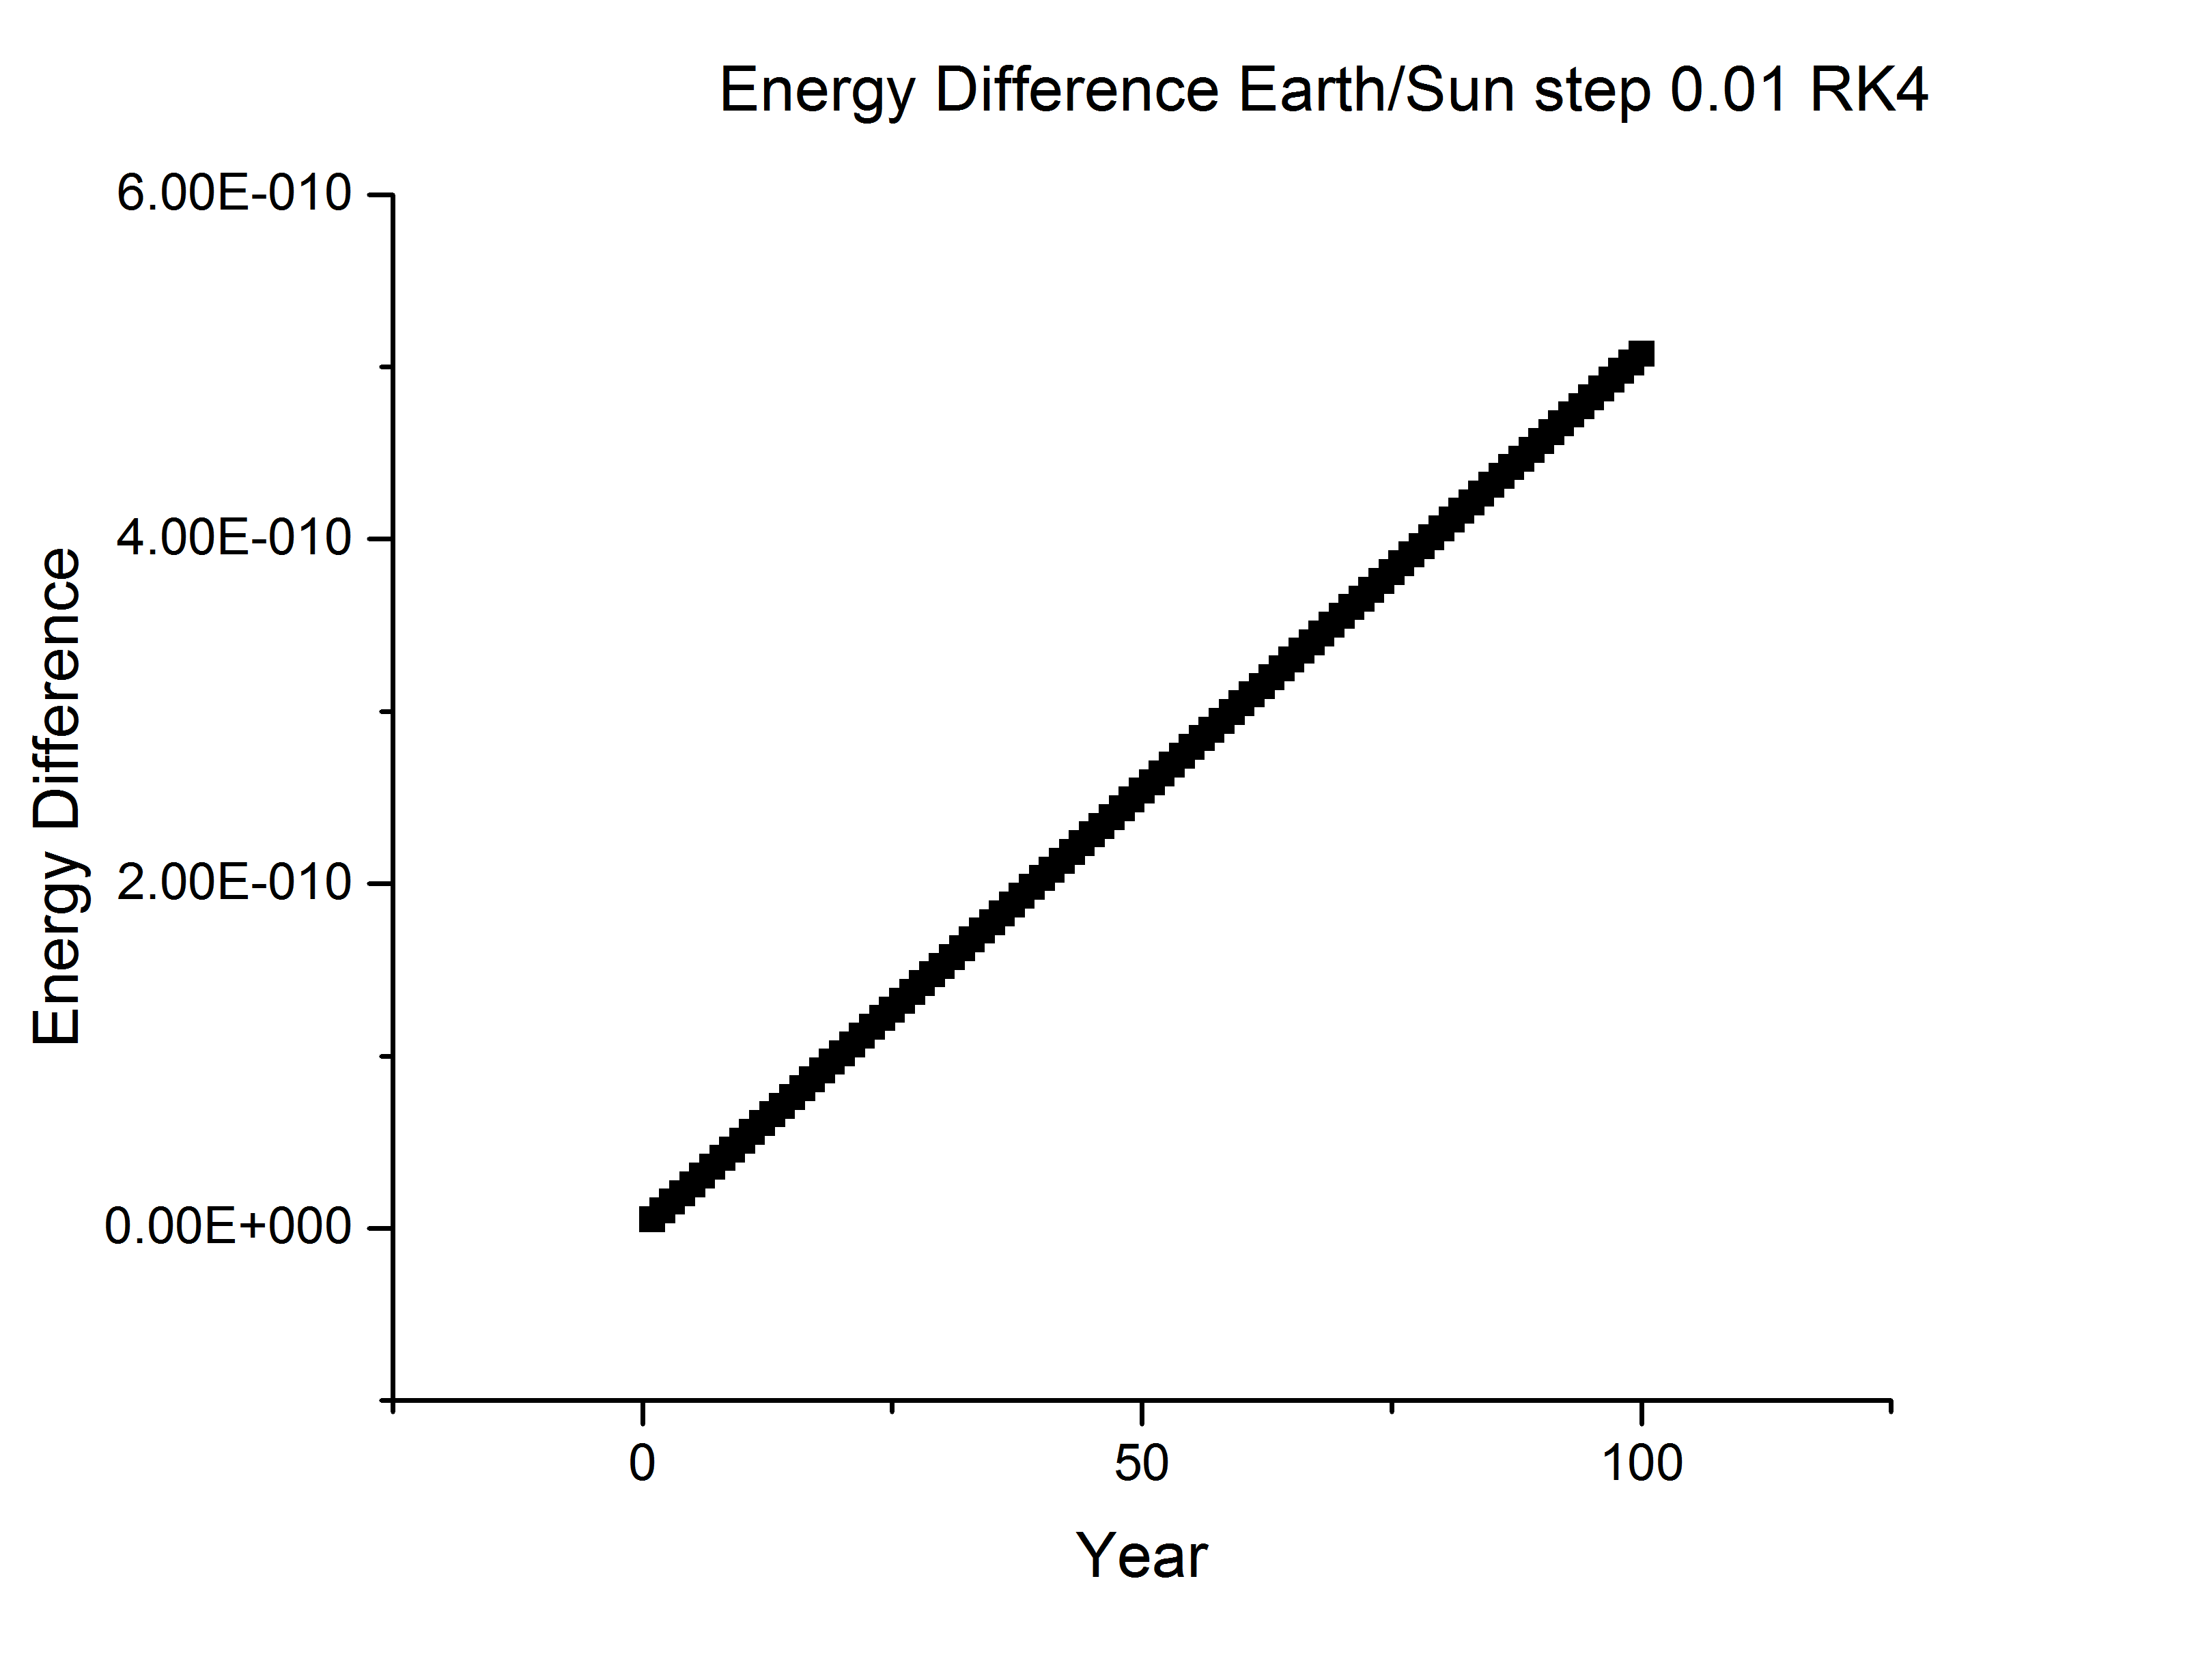 Energy Difference Earth/Sun step 0.01 RK4
6.00E-010
4.00E-010
2.00E-010
0.00E+000
Energy Difference
0 50 100
Year